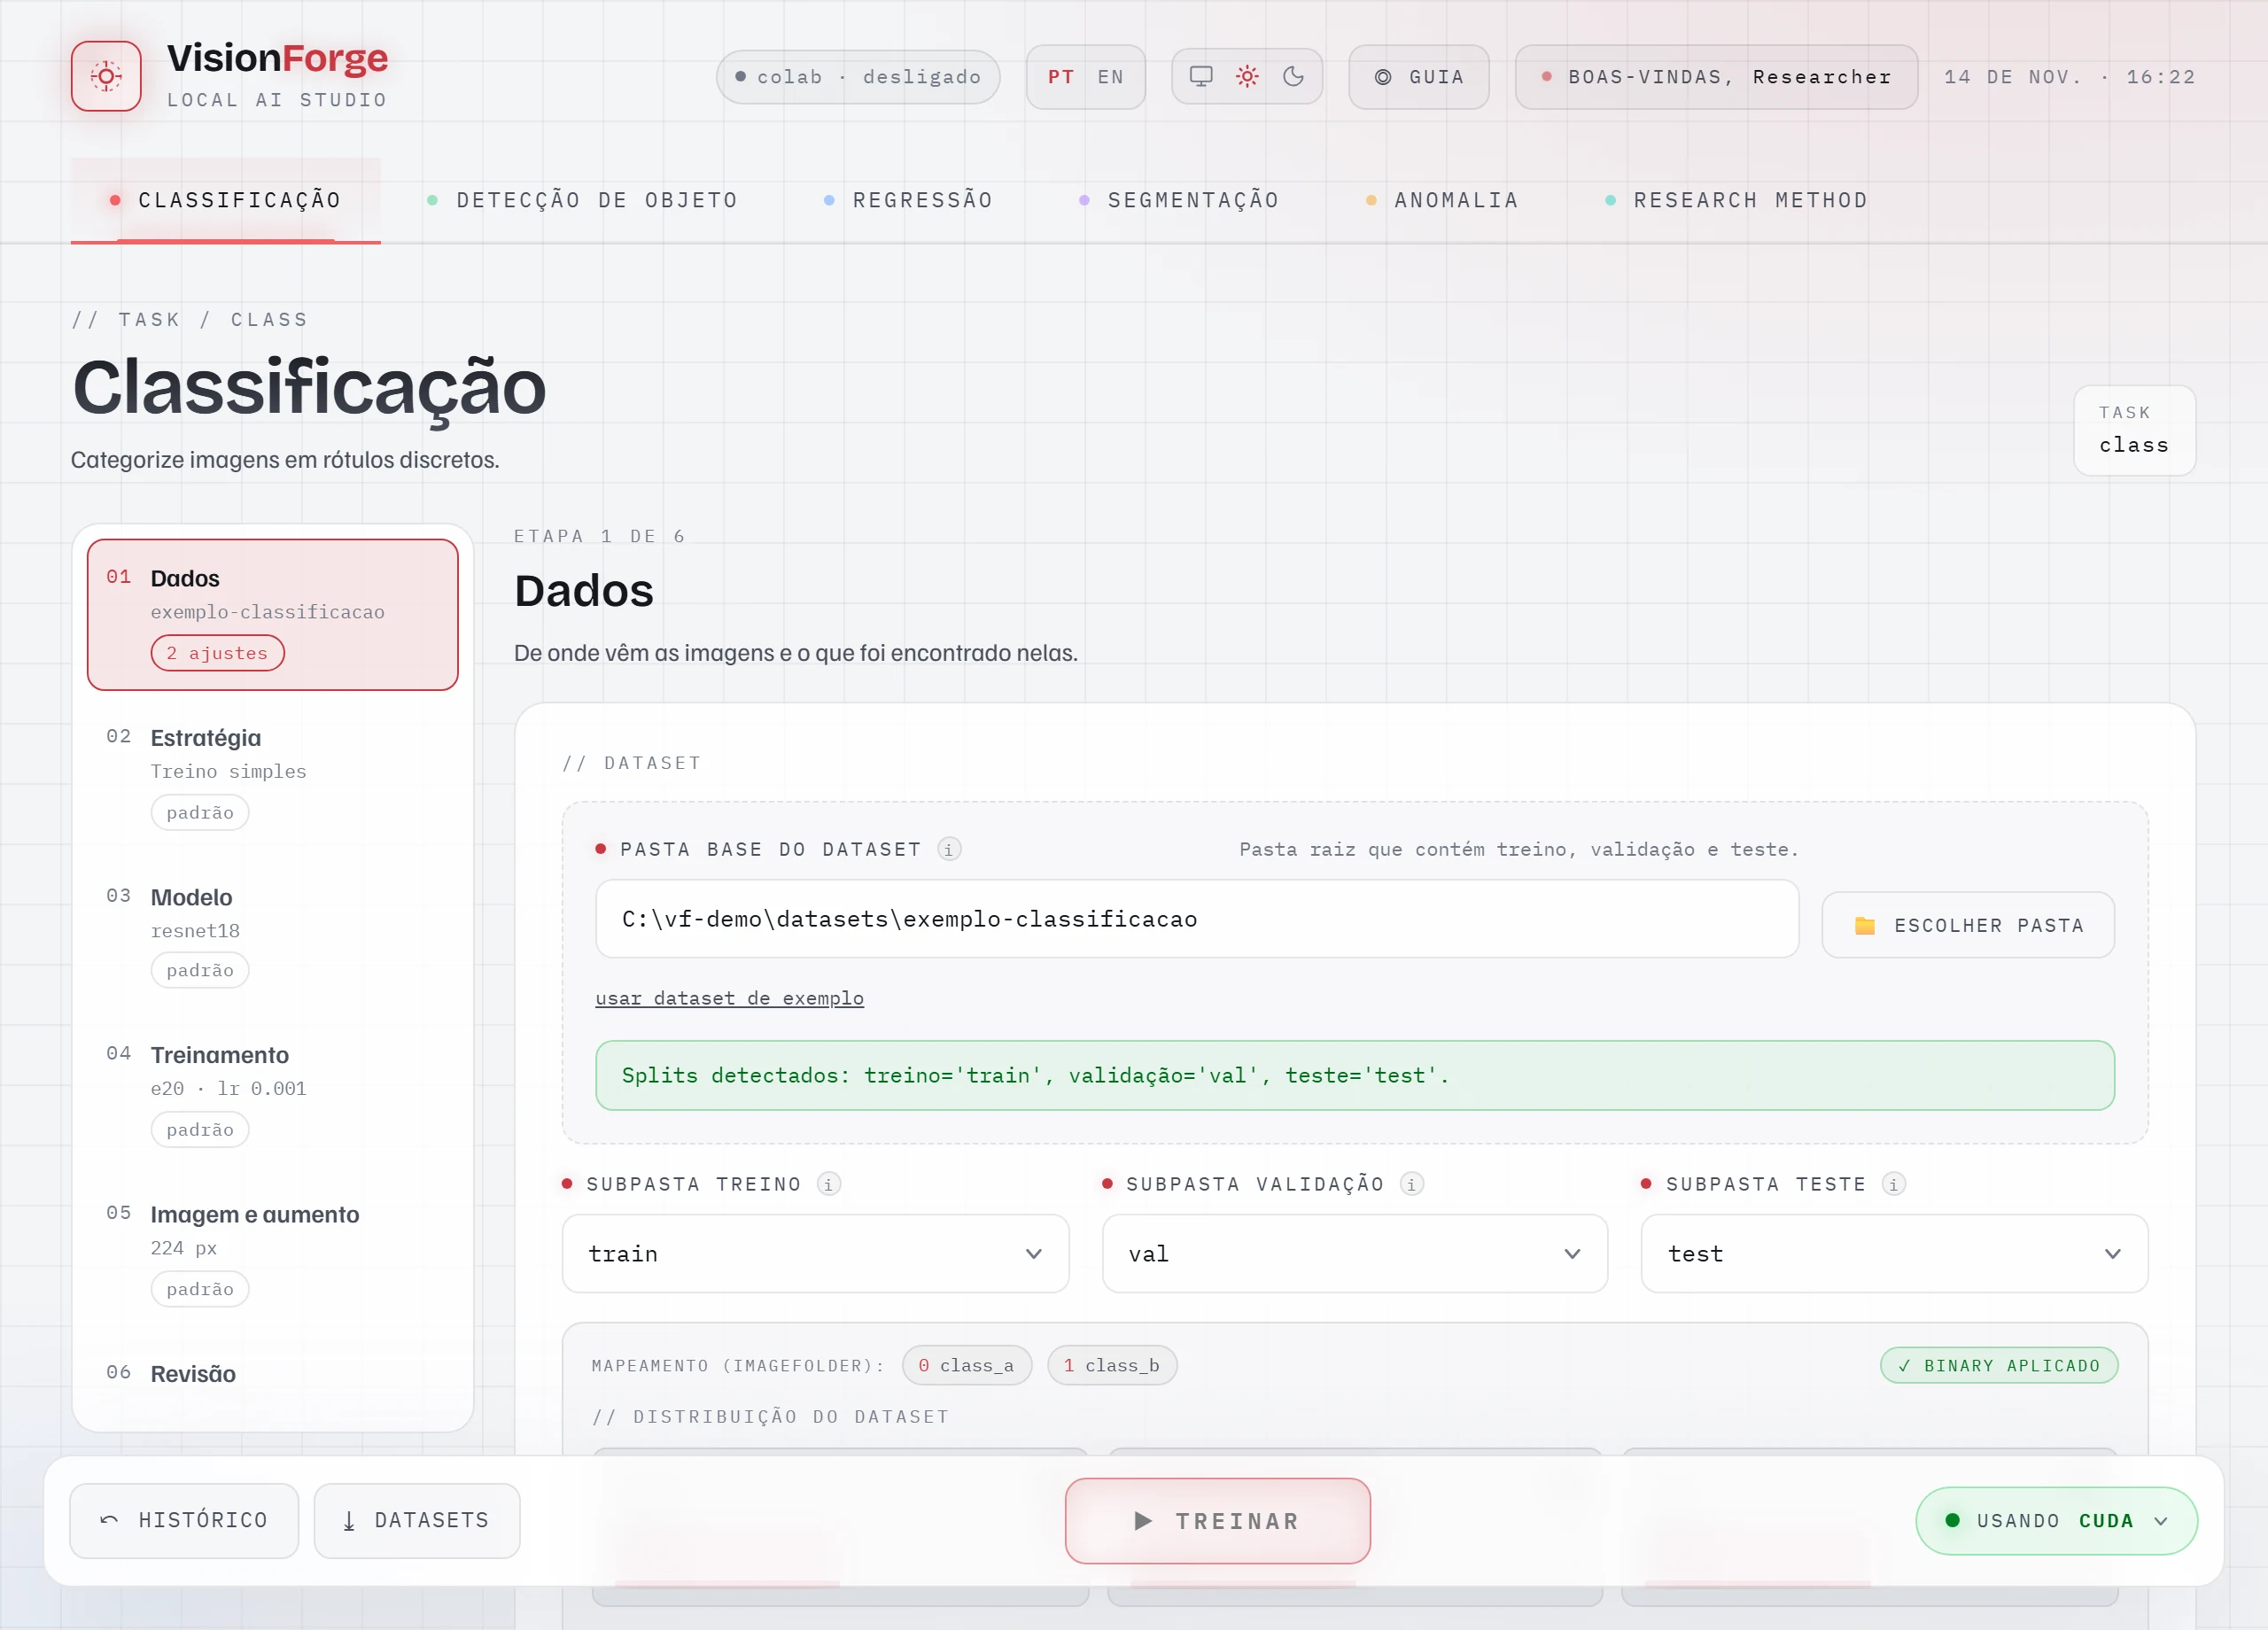 VisionForge
LOCAL AI STUDIO
colab · desligado
PT EN
GUIA
BOAS-VINDAS, Researcher
14 DE NOV. · 16:22
CLASSIFICAÇÃO
DETECÇÃO DE OBJETO
REGRESSÃO
SEGMENTAÇÃO
ANOMALIA
RESEARCH METHOD
// TASK / CLASS
Classificação
Categorize imagens em rótulos discretos.
TASK
class
01 Dados
exemplo-classificacao
2 ajustes
02 Estratégia
Treino simples
padrão
03 Modelo
resnet18
padrão
04 Treinamento
e20 · lr 0.001
padrão
05 Imagem e aumento
224 px
padrão
06 Revisão
ETAPA 1 DE 6
Dados
De onde vêm as imagens e o que foi encontrado nelas.
// DATASET
PASTA BASE DO DATASET i
Pasta raiz que contém treino, validação e teste.
C:\vf-demo\datasets\exemplo-classificacao
ESCOLHER PASTA
usar dataset de exemplo
Splits detectados: treino='train', validação='val', teste='test'.
SUBPASTA TREINO i
SUBPASTA VALIDAÇÃO i
SUBPASTA TESTE i
train
val
test
MAPEAMENTO (IMAGEFOLDER): 0 class_a 1 class_b
✓ BINARY APLICADO
// DISTRIBUIÇÃO DO DATASET
HISTÓRICO
DATASETS
TREINAR
USANDO CUDA